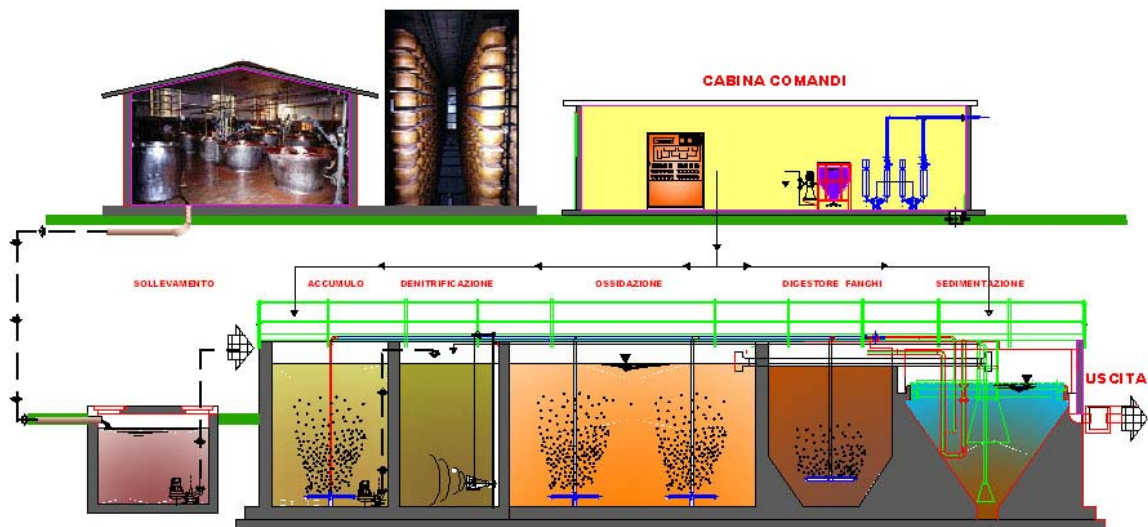 CABINA COMANDI
SOLLEVAMENTO
ACCUMULO
DENITRIFICAZIONE
OSSIDAZIONE
DIGESTORE FANGHI
SEDIMENTAZIONE
USCITA